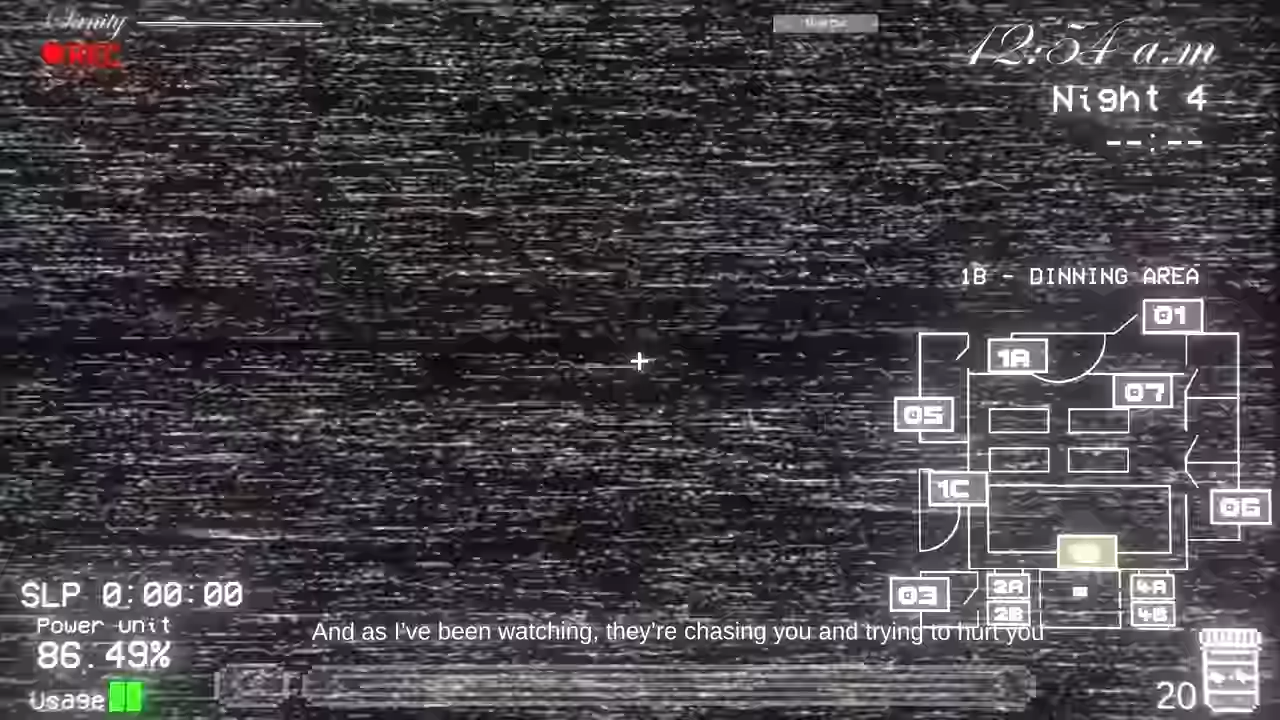 Sanity
REC
12:54 a.m
Night 4
--:--
1B - DINNING AREA
01
1A
07
05
1C
06
03
2A
4A
2B
4B
SLP 0:00:00
And as I've been watching, they're chasing you and trying to hurt you
Power unit
86.49%
Usage
20